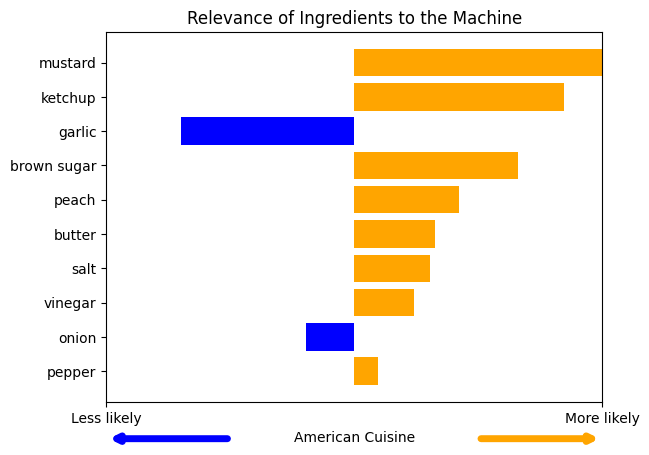 Relevance of Ingredients to the Machine
mustard
ketchup
garlic
brown sugar
peach
butter
salt
vinegar
onion
pepper
Less likely
More likely
American Cuisine